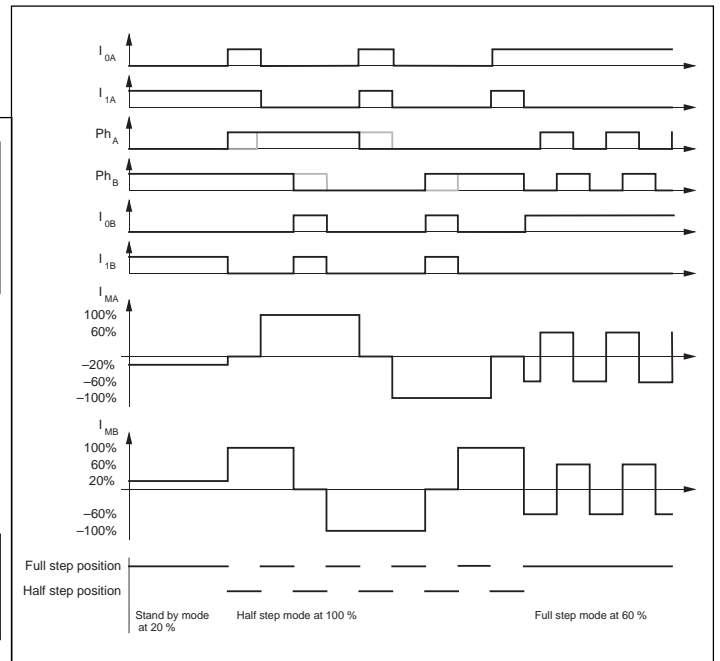 I0A
I1A
PhA
PhB
I0B
I1B
IMA
100%
60%
–20%
–60%
–100%
IMB
100%
60%
20%
–60%
–100%
Full step position
Half step position
Stand by mode
at 20 %
Half step mode at 100 %
Full step mode at 60 %